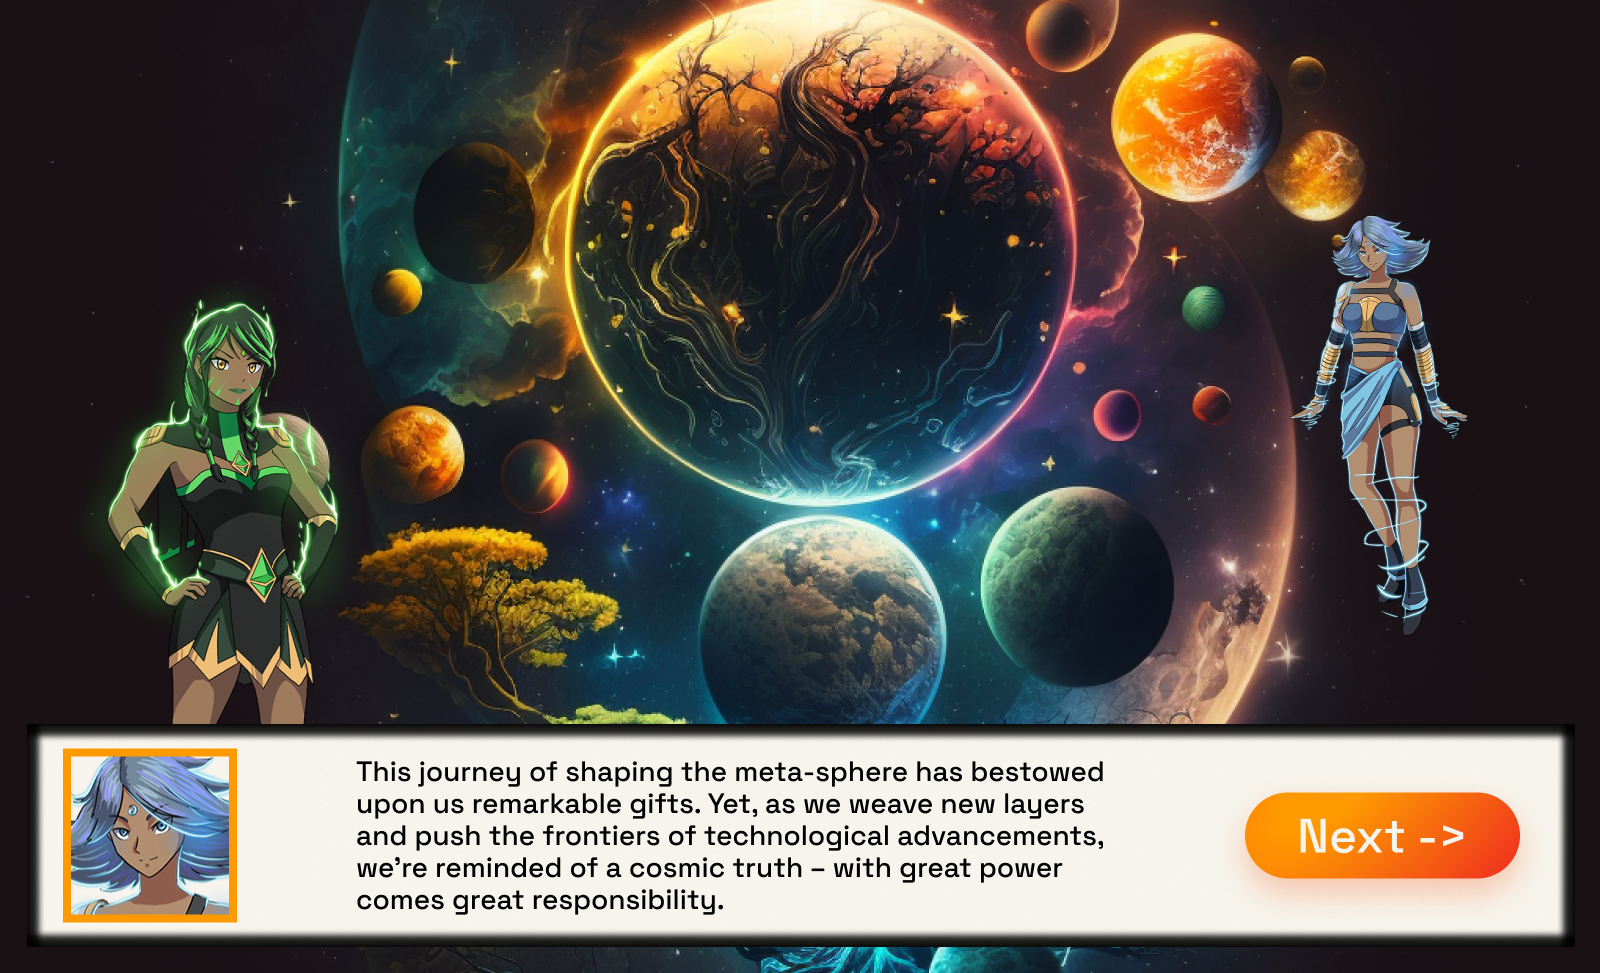 This journey of shaping the meta-sphere has bestowed
upon us remarkable gifts. Yet, as we weave new layers
and push the frontiers of technological advancements,
we’re reminded of a cosmic truth – with great power
comes great responsibility.
Next ->